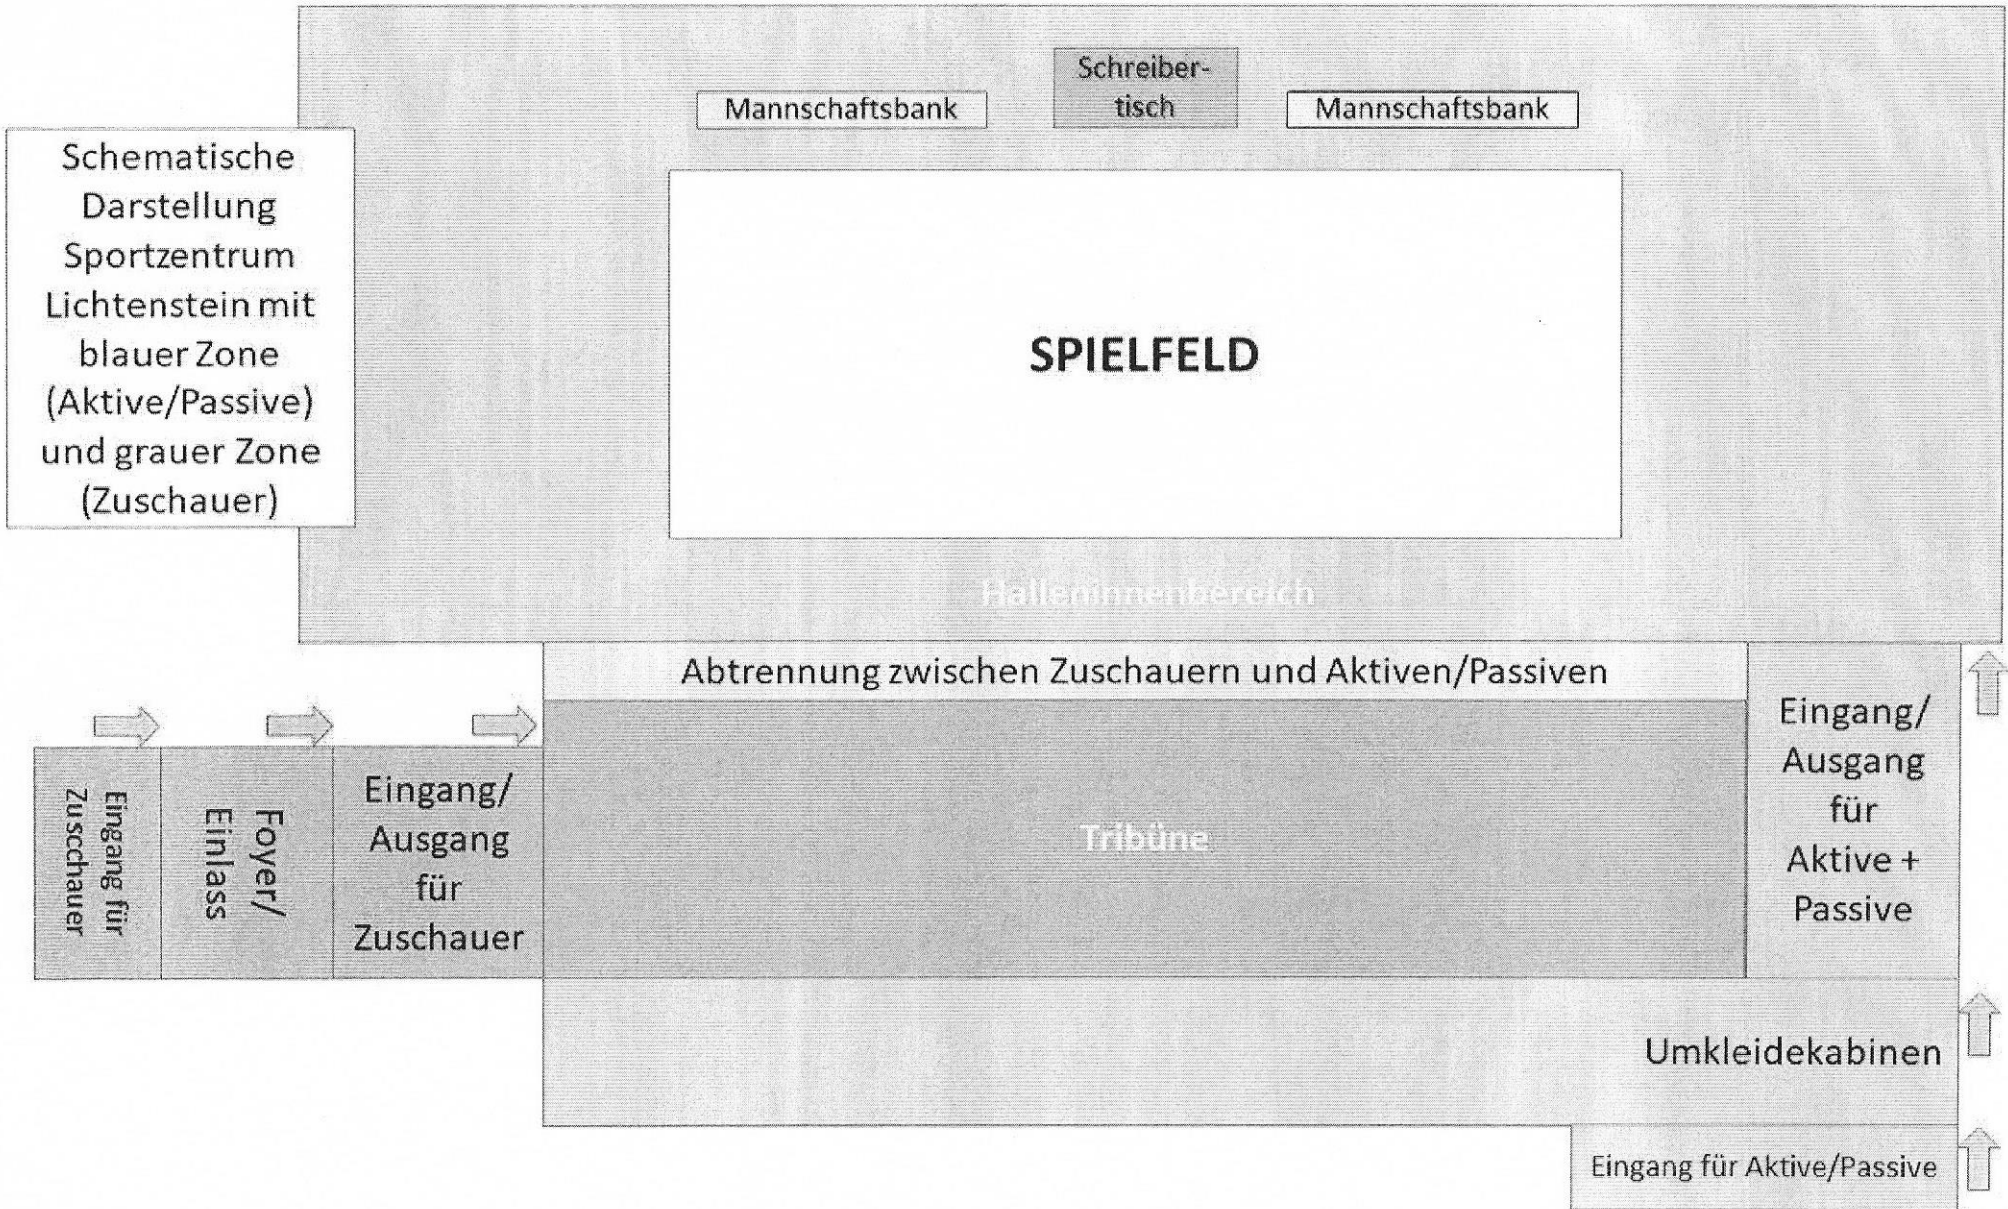 Schreiber-
tisch
Mannschaftsbank
Mannschaftsbank
Schematische
Darstellung
Sportzentrum
Lichtenstein mit
blauer Zone
(Aktive/Passive)
und grauer Zone
(Zuschauer)
SPIELFELD
Halleninnenbereich
Abtrennung zwischen Zuschauern und Aktiven/Passiven
Eingang für
Zuscchauer
Foyer/
Einlass
Eingang/
Ausgang
für
Zuschauer
Tribüne
Eingang/
Ausgang
für
Aktive +
Passive
Umkleidekabinen
Eingang für Aktive/Passive